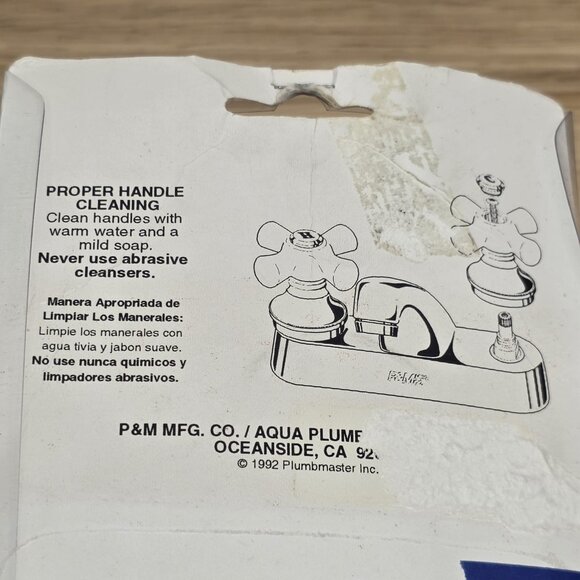 PROPER HANDLE
CLEANING
Clean handles with
warm water and a
mild soap.
Never use abrasive
cleansers.
Manera Apropriada de
Limpiar Los Manerales:
Limpie los manerales con
agua tivia y jabon suave.
No use nunca quimicos y
limpadores abrasivos.
P&M MFG. CO. / AQUA
OCEANSIDE, CA
© 1992 Plumbmaster Inc.